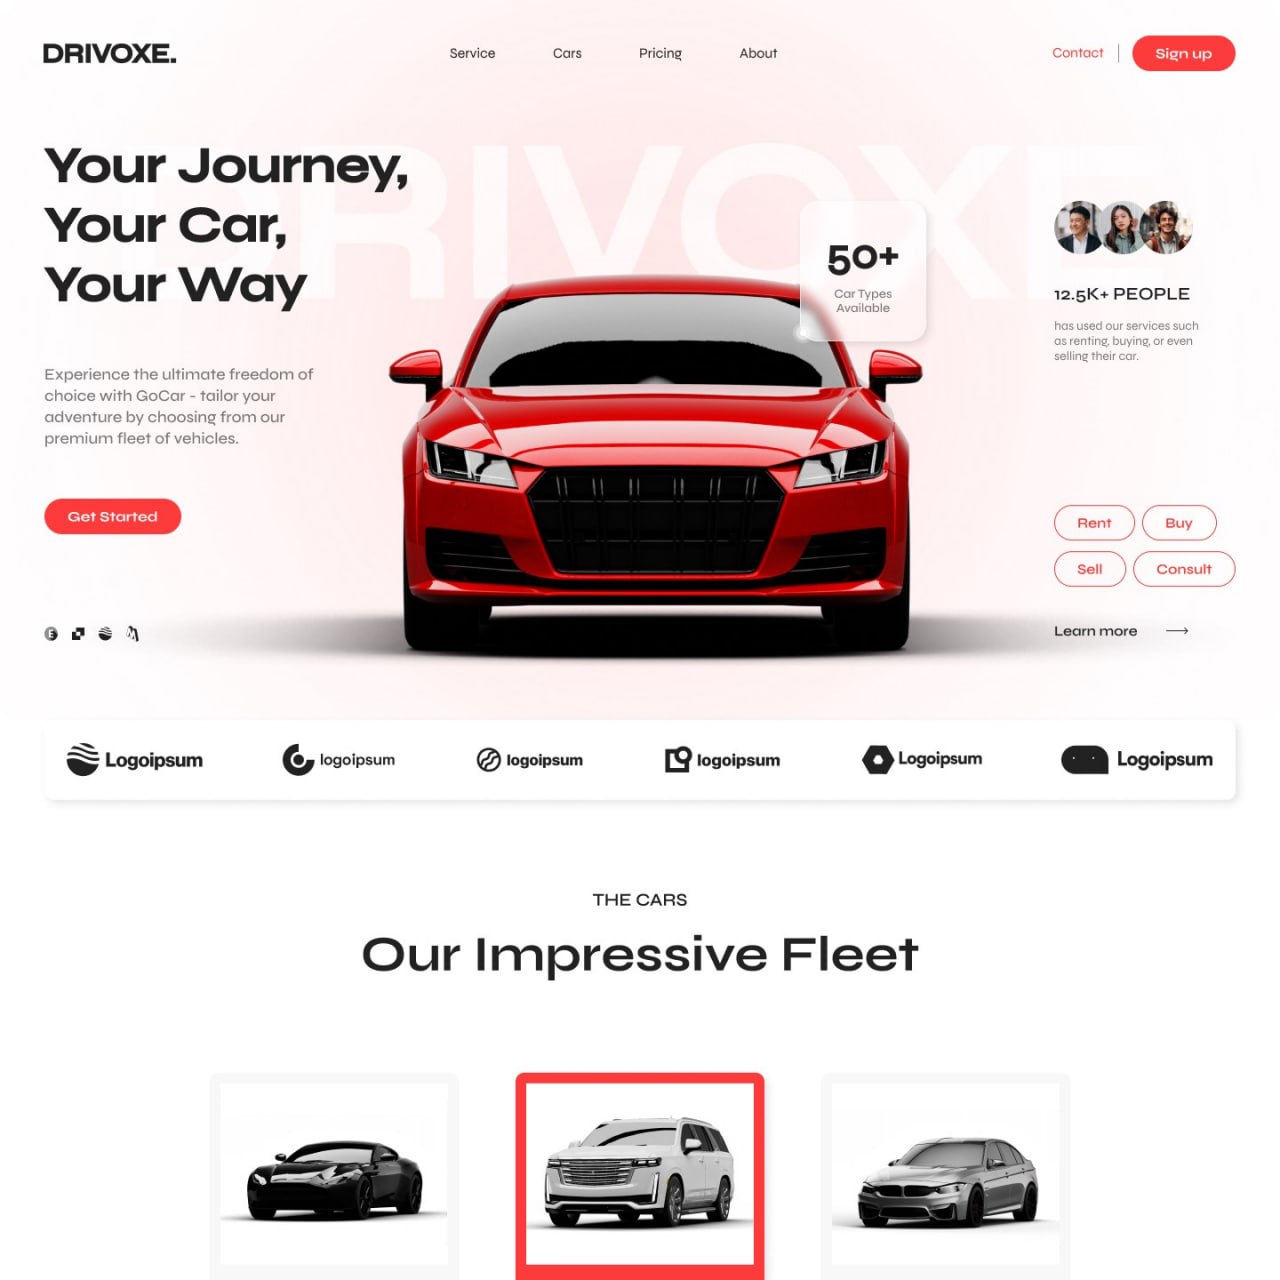 DRIVOXE.
Service
Cars
Pricing
About
Contact
Sign up
DRIVOXE
Your Journey,
Your Car,
Your Way
50+
Car Types
Available
12.5K+ PEOPLE
has used our services such
as renting, buying, or even
selling their car.
Experience the ultimate freedom of
choice with GoCar - tailor your
adventure by choosing from our
premium fleet of vehicles.
Get Started
Rent
Buy
Sell
Consult
Learn more
E
Logoipsum
logoipsum
logoipsum
logoipsum
Logoipsum
Logoipsum
THE CARS
Our Impressive Fleet